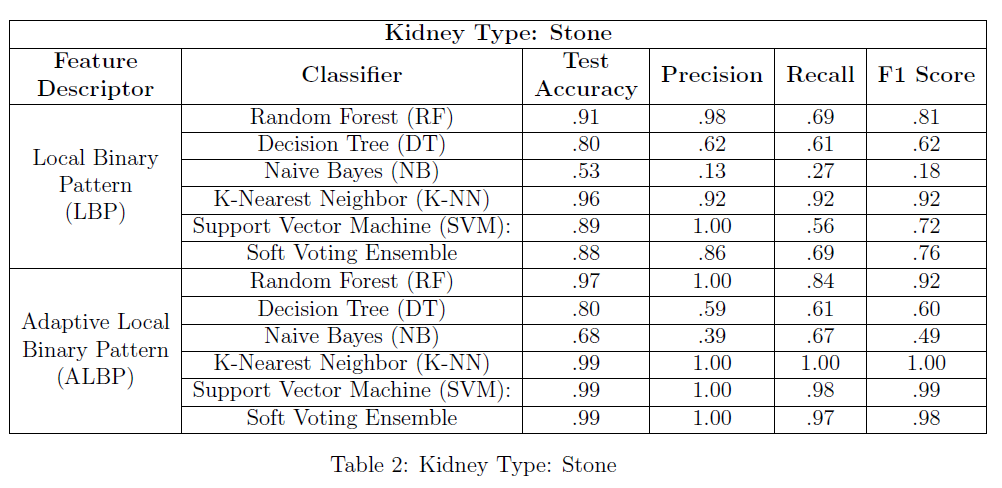 Kidney Type: Stone
Feature Descriptor Classifier Test Accuracy Precision Recall F1 Score
Local Binary Pattern (LBP)
Random Forest (RF) .91 .98 .69 .81
Decision Tree (DT) .80 .62 .61 .62
Naive Bayes (NB) .53 .13 .27 .18
K-Nearest Neighbor (K-NN) .96 .92 .92 .92
Support Vector Machine (SVM): .89 1.00 .56 .72
Soft Voting Ensemble .88 .86 .69 .76
Adaptive Local Binary Pattern (ALBP)
Random Forest (RF) .97 1.00 .84 .92
Decision Tree (DT) .80 .59 .61 .60
Naive Bayes (NB) .68 .39 .67 .49
K-Nearest Neighbor (K-NN) .99 1.00 1.00 1.00
Support Vector Machine (SVM): .99 1.00 .98 .99
Soft Voting Ensemble .99 1.00 .97 .98
Table 2: Kidney Type: Stone